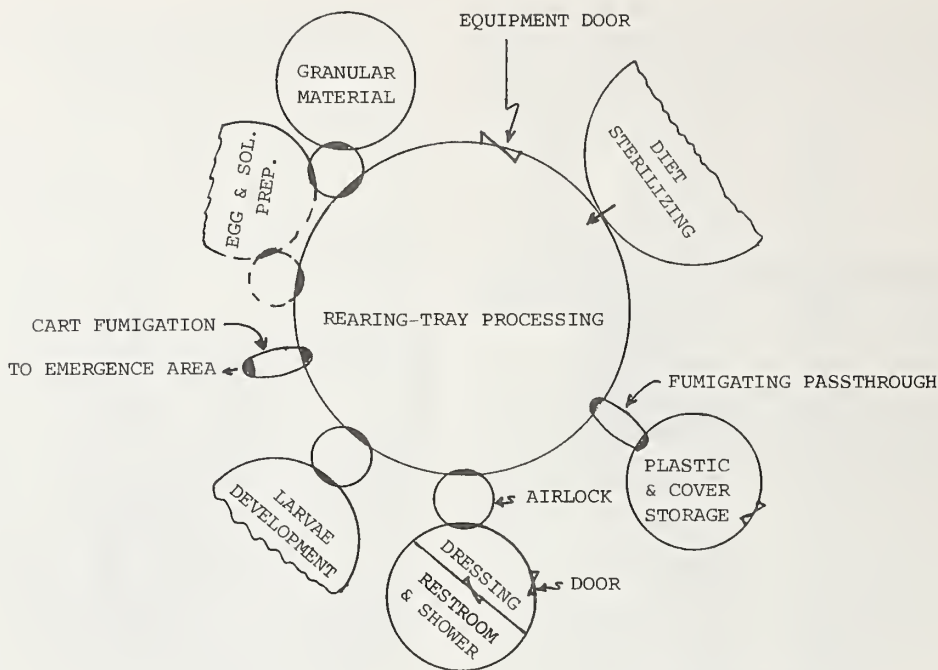 EQUIPMENT DOOR
GRANULAR
MATERIAL
DIET
STERILIZING
EGG & SOL.
PREP.
REARING-TRAY PROCESSING
CART FUMIGATION
TO EMERGENCE AREA
FUMIGATING PASSTHROUGH
PLASTIC
& COVER
STORAGE
LARVAE
DEVELOPMENT
AIRLOCK
DRESSING
DOOR
RESTROOM
& SHOWER